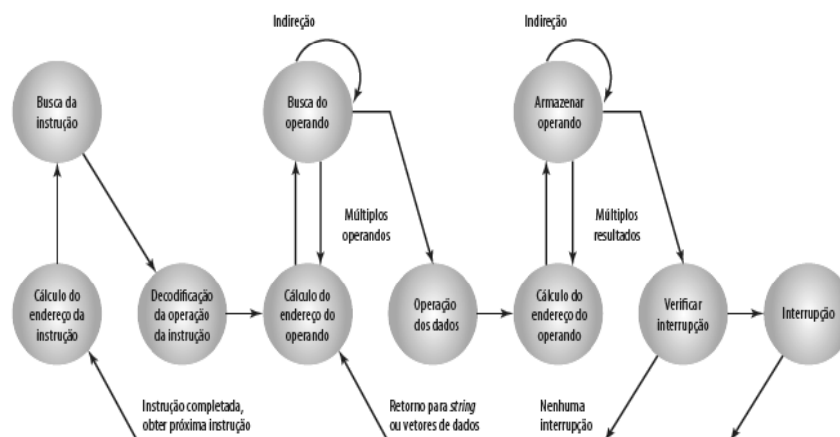 Indireção
Indireção
Busca da
instrução
Busca do
operando
Armazenar
operando
Múltiplos
operandos
Múltiplos
resultados
Cálculo do
endereço da
instrução
Decodificação
da operação
da instrução
Cálculo do
endereço do
operando
Operação
dos dados
Cálculo do
endereço do
operando
Verificar
interrupção
Interrupção
Instrução completada,
obter próxima instrução
Retorno para string
ou vetores de dados
Nenhuma
interrupção